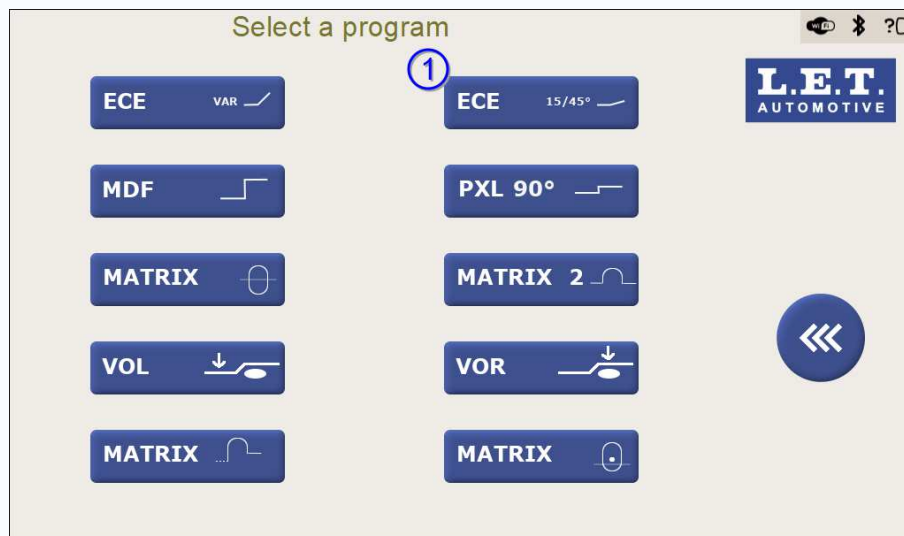 Select a program
WiFi ?
1
ECE VAR
ECE 15/45°
L.E.T.
AUTOMOTIVE
MDF
PXL 90°
MATRIX
MATRIX 2
VOL
VOR
MATRIX
MATRIX